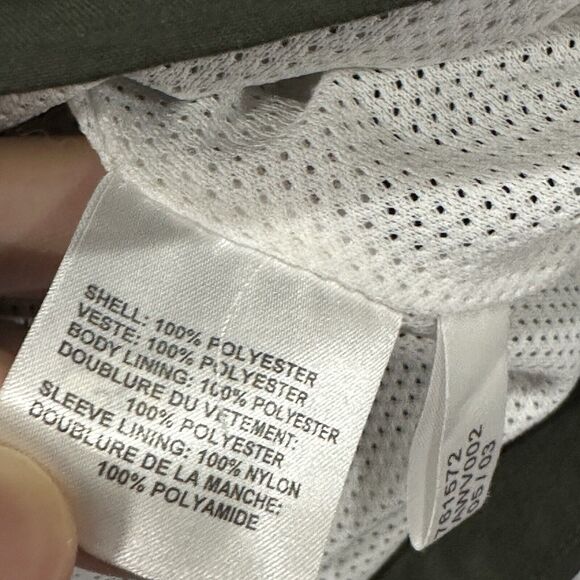 SHELL: 100% POLYESTER
VESTE: 100% POLYESTER
BODY LINING: 100% POLYESTER
DOUBLURE DU VETEMENT:
100% POLYESTER
SLEEVE LINING: 100% NYLON
DOUBLURE DE LA MANCHE:
100% POLYAMIDE
781572
AWV002
05/03